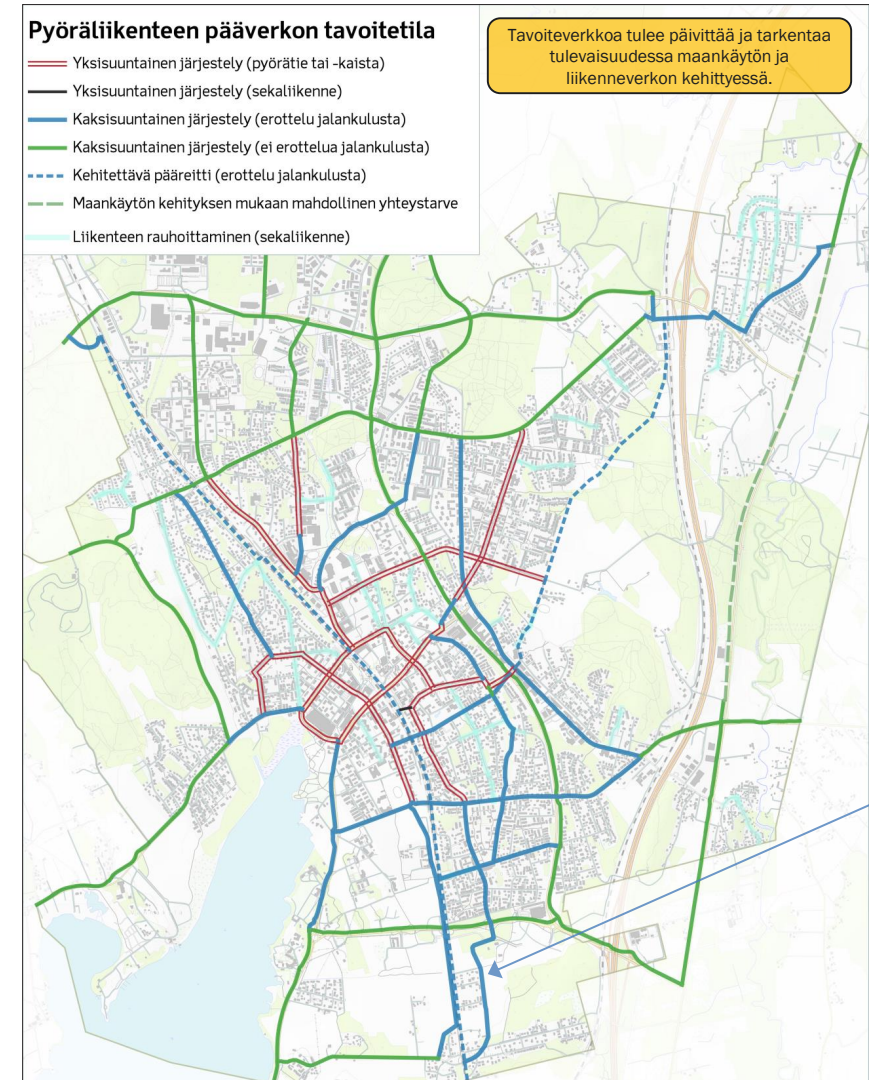 Pyöräliikenteen pääverkon tavoitetila
Yksisuuntainen järjestely (pyörätie tai -kaista)
Yksisuuntainen järjestely (sekaliikenne)
Kaksisuuntainen järjestely (erottelu jalankulusta)
Kaksisuuntainen järjestely (ei erottelua jalankulusta)
Kehitettävä pääreitti (erottelu jalankulusta)
Maankäytön kehityksen mukaan mahdollinen yhteystarve
Liikenteen rauhoittaminen (sekaliikenne)
Tavoiteverkkoa tulee päivittää ja tarkentaa
tulevaisuudessa maankäytön ja
liikenneverkon kehittyessä.